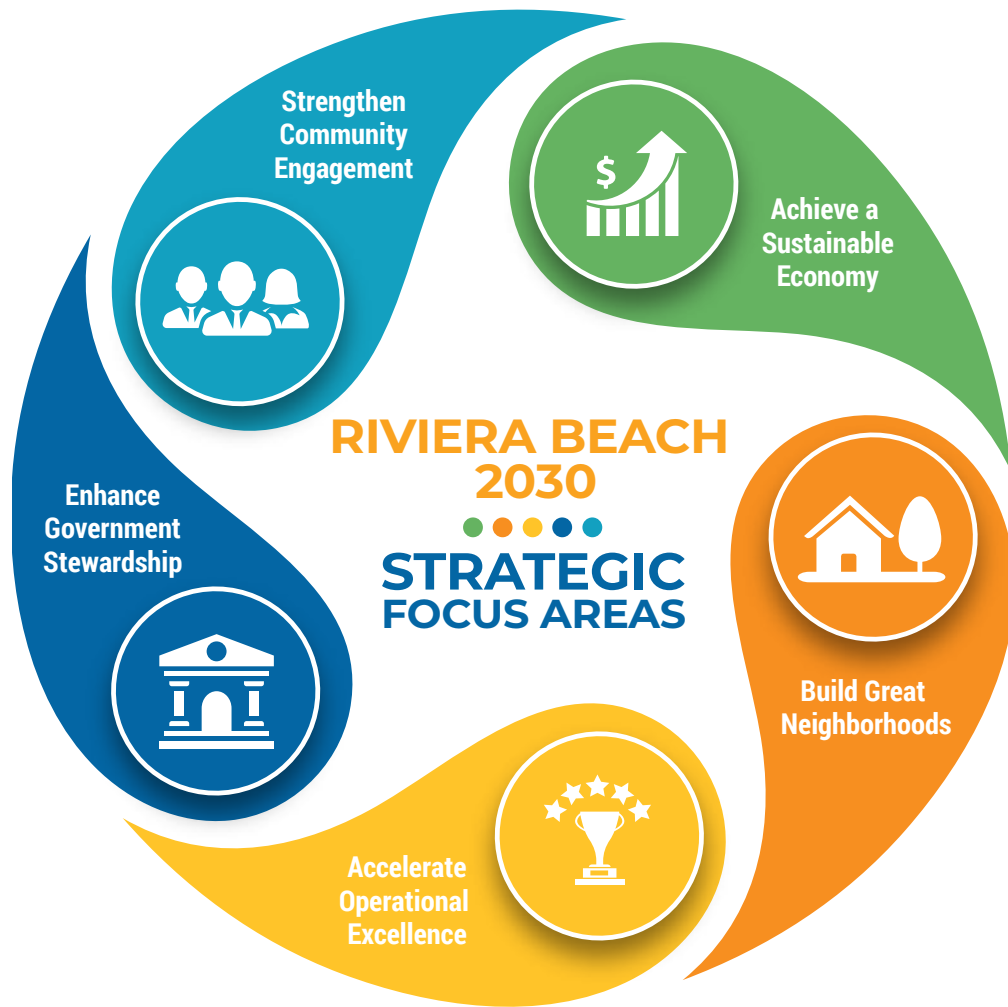 Strengthen
Community
Engagement
$
Achieve a
Sustainable
Economy
RIVIERA BEACH
2030
STRATEGIC
FOCUS AREAS
Enhance
Government
Stewardship
Build Great
Neighborhoods
Accelerate
Operational
Excellence